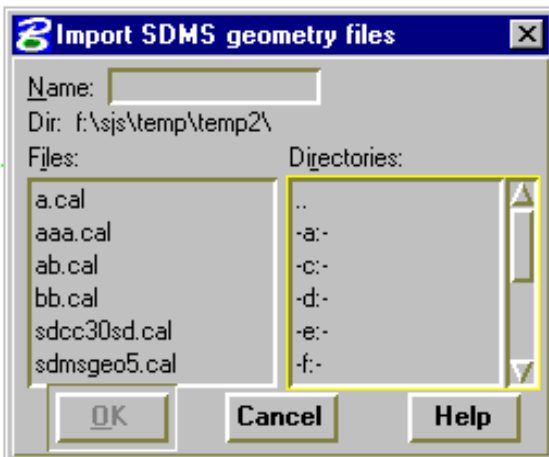 Import SDMS geometry files
Name:
Dir: f:\sjs\temp\temp2\
Files:
a.cal
aaa.cal
ab.cal
bb.cal
sdcc30sd.cal
sdmsgeo5.cal
Directories:
..
-a:-
-c:-
-d:-
-e:-
-f:-
OK
Cancel
Help